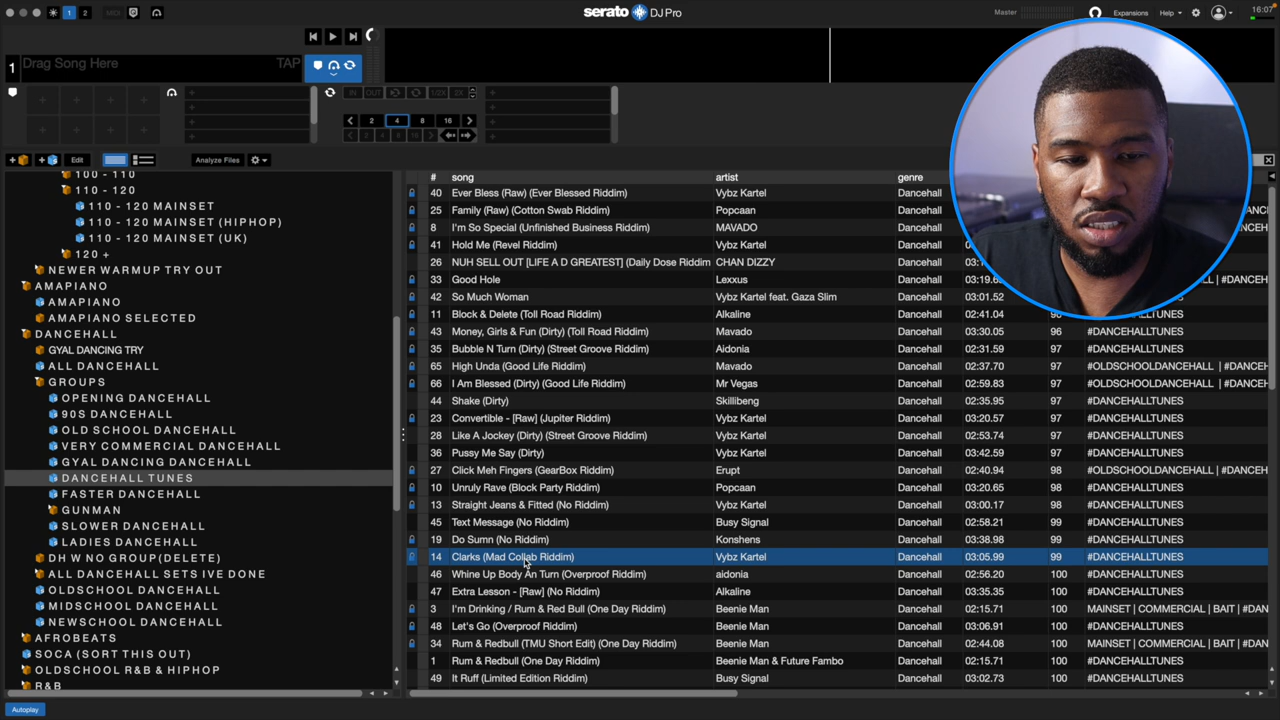 1 2 MIDI serato DJ Pro Master Expansions Help 16:07
1 Drag Song Here TAP
IN OUT 1/2X 2X
2 4 8 16
2 4 8 16
Edit Analyze Files
100 - 110
110 - 120
110 - 120 MAINSET
110 - 120 MAINSET (HIPHOP)
110 - 120 MAINSET (UK)
120 +
NEWER WARMUP TRY OUT
AMAPIANO
AMAPIANO
AMAPIANO SELECTED
DANCEHALL
GYAL DANCING TRY
ALL DANCEHALL
GROUPS
OPENING DANCEHALL
90S DANCEHALL
OLD SCHOOL DANCEHALL
VERY COMMERCIAL DANCEHALL
GYAL DANCING DANCEHALL
DANCEHALL TUNES
FASTER DANCEHALL
GUNMAN
SLOWER DANCEHALL
LADIES DANCEHALL
DH W NO GROUP(DELETE)
ALL DANCEHALL SETS IVE DONE
OLDSCHOOL DANCEHALL
MIDSCHOOL DANCEHALL
NEWSCHOOL DANCEHALL
AFROBEATS
SOCA (SORT THIS OUT)
OLDSCHOOL R&B & HIPHOP
R&B
# song artist genre
40 Ever Bless (Raw) (Ever Blessed Riddim) Vybz Kartel Dancehall
25 Family (Raw) (Cotton Swab Riddim) Popcaan Dancehall
8 I'm So Special (Unfinished Business Riddim) MAVADO Dancehall
41 Hold Me (Revel Riddim) Vybz Kartel Dancehall
26 NUH SELL OUT [LIFE A D GREATEST] (Daily Dose Riddim) CHAN DIZZY Dancehall
33 Good Hole Lexxus Dancehall 03:19
42 So Much Woman Vybz Kartel feat. Gaza Slim Dancehall 03:01.52
11 Block & Delete (Toll Road Riddim) Alkaline Dancehall 02:41.04 96 #DANCEHALLTUNES
43 Money, Girls & Fun (Dirty) (Toll Road Riddim) Mavado Dancehall 03:30.05 96 #DANCEHALLTUNES
35 Bubble N Turn (Dirty) (Street Groove Riddim) Aidonia Dancehall 02:31.59 97 #DANCEHALLTUNES
65 High Unda (Good Life Riddim) Mavado Dancehall 02:37.70 97 #OLDSCHOOLDANCEHALL | #DANCEH
66 I Am Blessed (Dirty) (Good Life Riddim) Mr Vegas Dancehall 02:59.83 97 #OLDSCHOOLDANCEHALL | #DANCEH
44 Shake (Dirty) Skillibeng Dancehall 02:35.95 97 #DANCEHALLTUNES
23 Convertible - [Raw] (Jupiter Riddim) Vybz Kartel Dancehall 03:20.57 97 #DANCEHALLTUNES
28 Like A Jockey (Dirty) (Street Groove Riddim) Vybz Kartel Dancehall 02:53.74 97 #DANCEHALLTUNES
36 Pussy Me Say (Dirty) Vybz Kartel Dancehall 03:42.59 97 #DANCEHALLTUNES
27 Click Meh Fingers (GearBox Riddim) Erupt Dancehall 02:40.94 98 #OLDSCHOOLDANCEHALL | #DANCEH
10 Unruly Rave (Block Party Riddim) Popcaan Dancehall 03:20.65 98 #DANCEHALLTUNES
13 Straight Jeans & Fitted (No Riddim) Vybz Kartel Dancehall 03:00.17 98 #DANCEHALLTUNES
45 Text Message (No Riddim) Busy Signal Dancehall 02:58.21 99 #DANCEHALLTUNES
19 Do Sumn (No Riddim) Konshens Dancehall 03:38.98 99 #DANCEHALLTUNES
14 Clarks (Mad Collab Riddim) Vybz Kartel Dancehall 03:05.99 99 #DANCEHALLTUNES
46 Whine Up Body An Turn (Overproof Riddim) aidonia Dancehall 02:56.20 100 #DANCEHALLTUNES
47 Extra Lesson - [Raw] (No Riddim) Alkaline Dancehall 03:35.35 100 #DANCEHALLTUNES
3 I'm Drinking / Rum & Red Bull (One Day Riddim) Beenie Man Dancehall 02:15.71 100 MAINSET | COMMERCIAL | BAIT | #DAN
48 Let's Go (Overproof Riddim) Beenie Man Dancehall 03:06.91 100 #DANCEHALLTUNES
34 Rum & Redbull (TMU Short Edit) (One Day Riddim) Beenie Man Dancehall 02:44.08 100 MAINSET | COMMERCIAL | BAIT | #DAN
1 Rum & Redbull (One Day Riddim) Beenie Man & Future Fambo Dancehall 02:15.71 100 #DANCEHALLTUNES
49 It Ruff (Limited Edition Riddim) Busy Signal Dancehall 03:02.73 100 #DANCEHALLTUNES
Autoplay